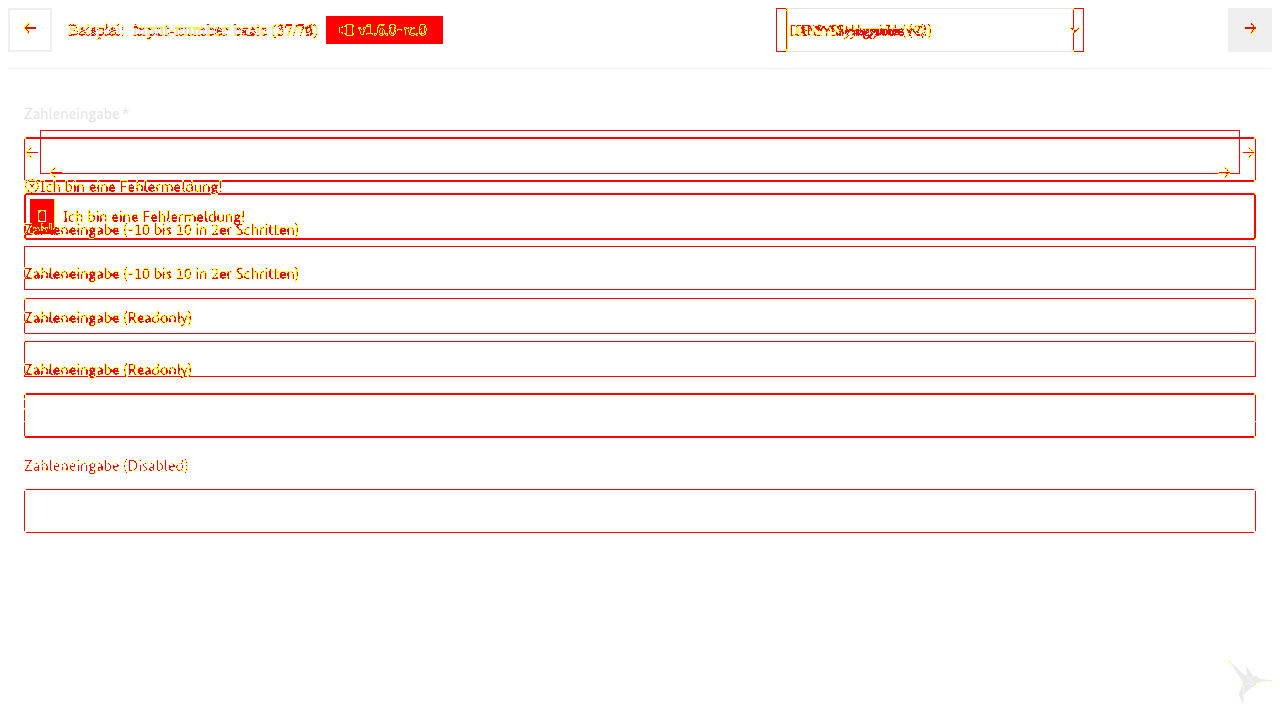 Beispiel: input-number basic
v1.6.0-rc.0
Zahleneingabe *
Ich bin eine Fehlermeldung!
Ich bin eine Fehlermeldung!
Zahleneingabe (-10 bis 10 in 2er Schritten)
Zahleneingabe (-10 bis 10 in 2er Schritten)
Zahleneingabe (Readonly)
Zahleneingabe (Readonly)
Zahleneingabe (Disabled)